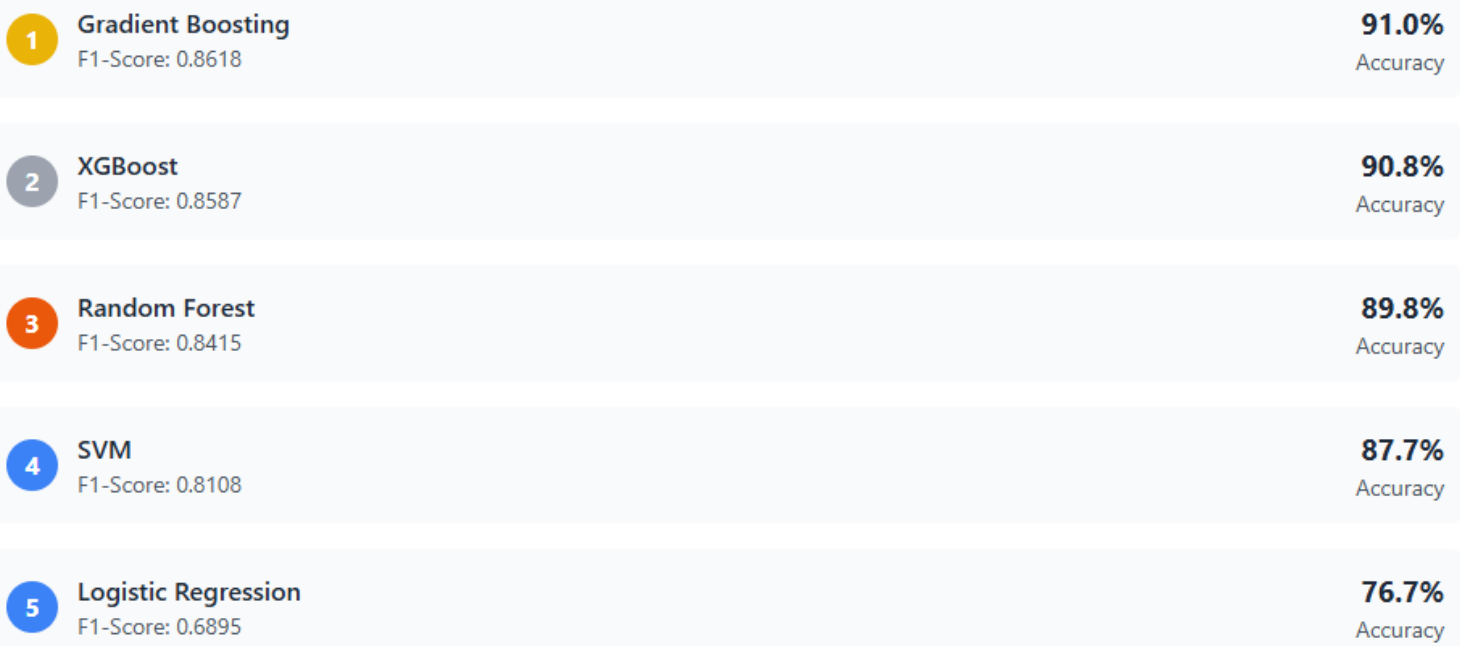 1
Gradient Boosting
91.0%
F1-Score: 0.8618
Accuracy
2
XGBoost
90.8%
F1-Score: 0.8587
Accuracy
3
Random Forest
89.8%
F1-Score: 0.8415
Accuracy
4
SVM
87.7%
F1-Score: 0.8108
Accuracy
5
Logistic Regression
76.7%
F1-Score: 0.6895
Accuracy